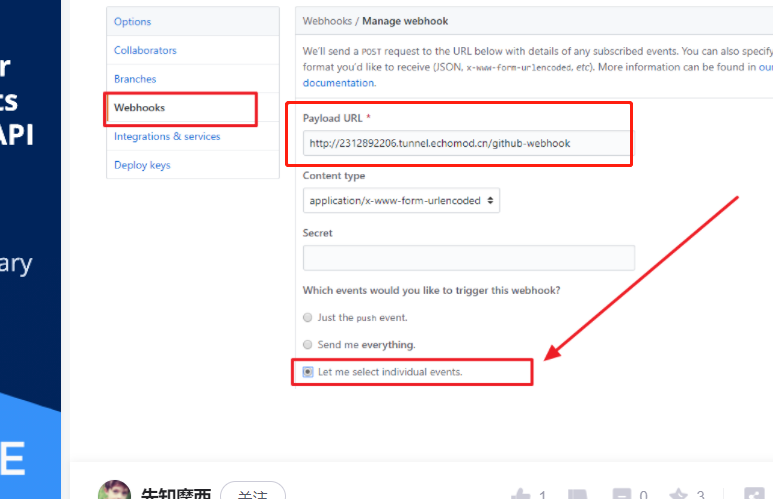 r
ts
API
ary
E
Options
Collaborators
Branches
Webhooks
Integrations & services
Deploy keys
Webhooks / Manage webhook
We'll send a POST request to the URL below with details of any subscribed events. You can also specify
format you'd like to receive (JSON, x-www-form-urlencoded, etc). More information can be found in our
documentation.
Payload URL *
http://2312892206.tunnel.echomod.cn/github-webhook
Content type
application/x-www-form-urlencoded
Secret
Which events would you like to trigger this webhook?
Just the push event.
Send me everything.
Let me select individual events.
先知摩西
关注
1
0
3